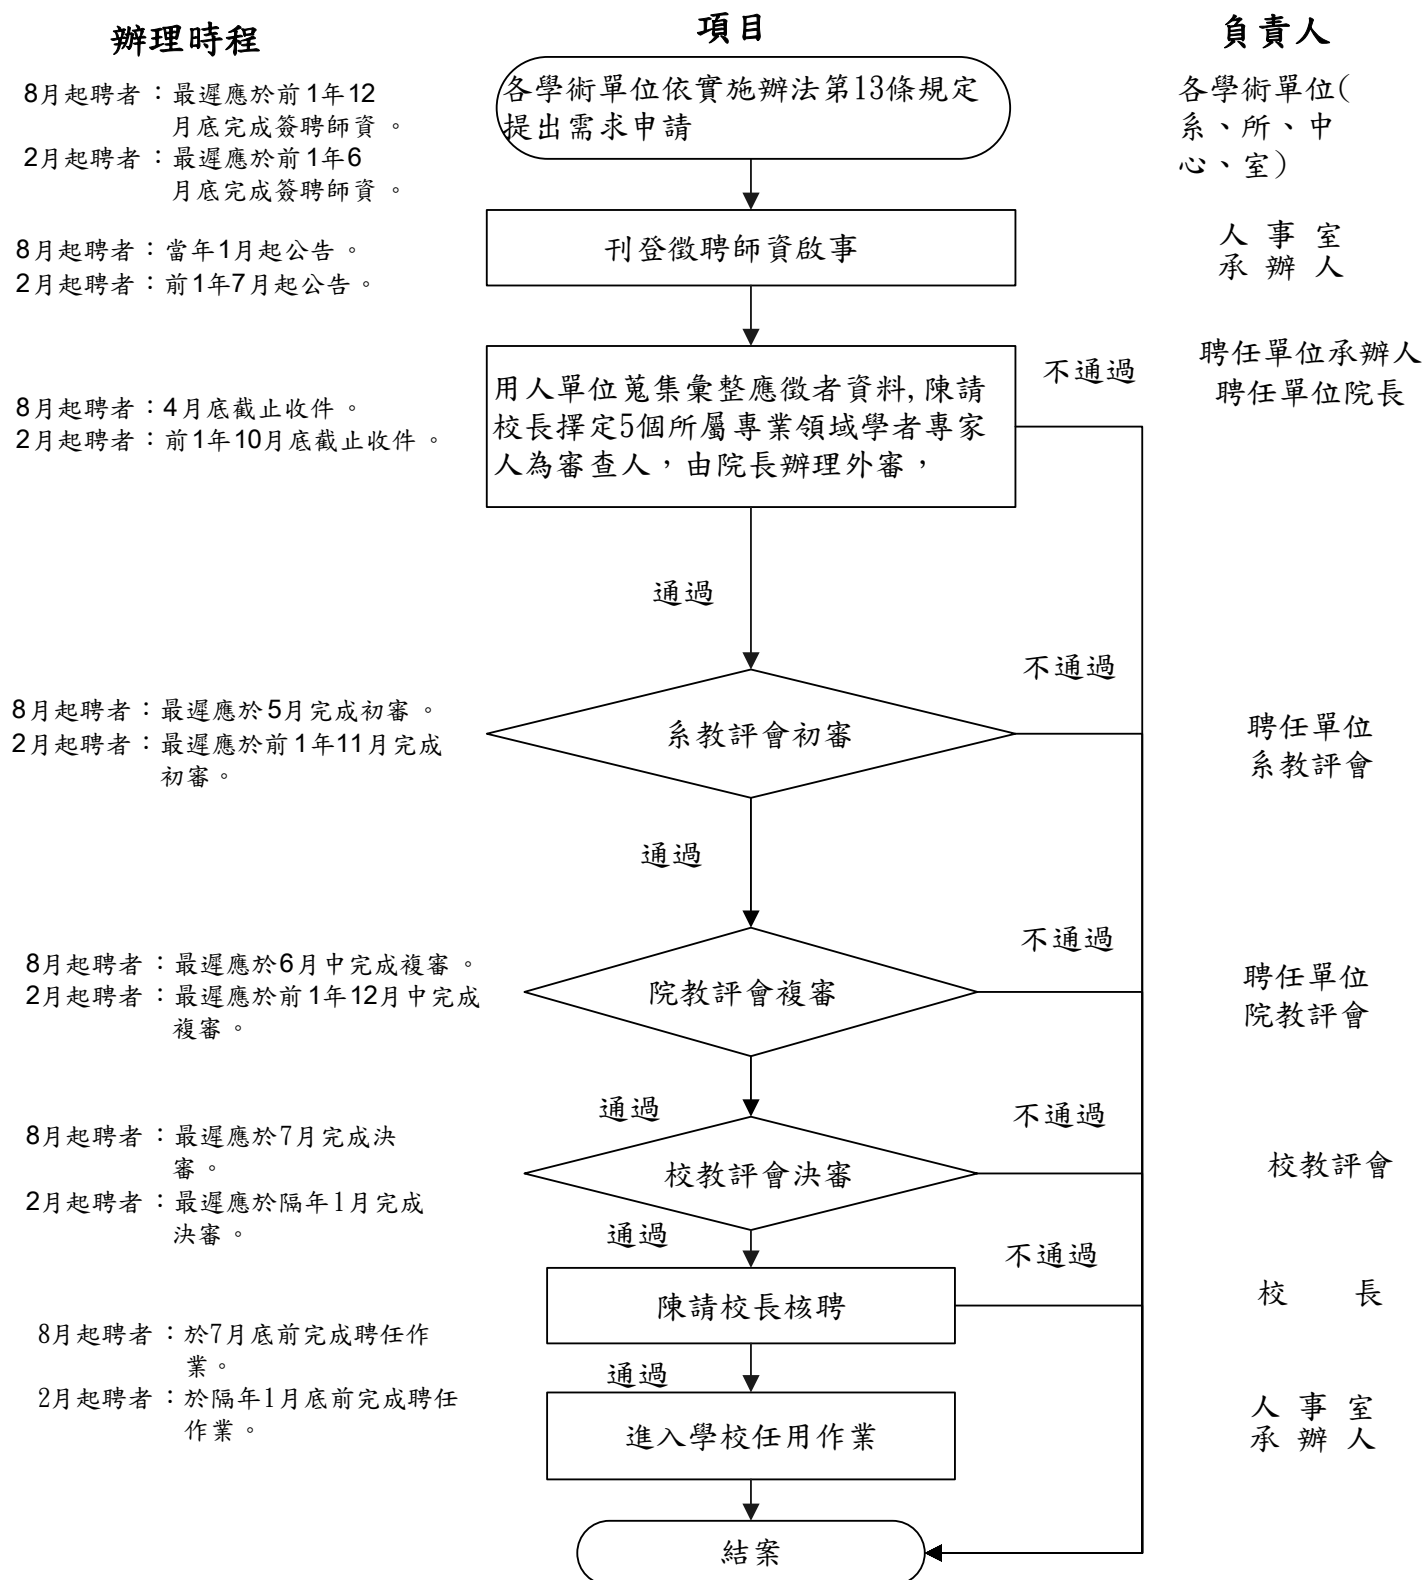 辦理時程
項目
負責人
8月起聘者：最遲應於前1年12
月底完成簽聘師資。
2月起聘者：最遲應於前1年6
月底完成簽聘師資。
各學術單位依實施辦法第13條規定
提出需求申請
各學術單位(
系、所、中
心、室)
8月起聘者：當年1月起公告。
2月起聘者：前1年7月起公告。
刊登徵聘師資啟事
人事室
承辦人
8月起聘者：4月底截止收件。
2月起聘者：前1年10月底截止收件。
用人單位蒐集彙整應徵者資料,陳請
校長擇定5個所屬專業領域學者專家
人為審查人，由院長辦理外審，
不通過
聘任單位承辦人
聘任單位院長
通過
不通過
8月起聘者：最遲應於5月完成初審。
2月起聘者：最遲應於前1年11月完成
初審。
系教評會初審
聘任單位
系教評會
通過
不通過
8月起聘者：最遲應於6月中完成複審。
2月起聘者：最遲應於前1年12月中完成
複審。
院教評會複審
聘任單位
院教評會
通過
不通過
8月起聘者：最遲應於7月完成決
審。
2月起聘者：最遲應於隔年1月完成
決審。
校教評會決審
校教評會
通過
不通過
陳請校長核聘
校 長
8月起聘者：於7月底前完成聘任作
業。
2月起聘者：於隔年1月底前完成聘任
作業。
通過
進入學校任用作業
人事室
承辦人
結案